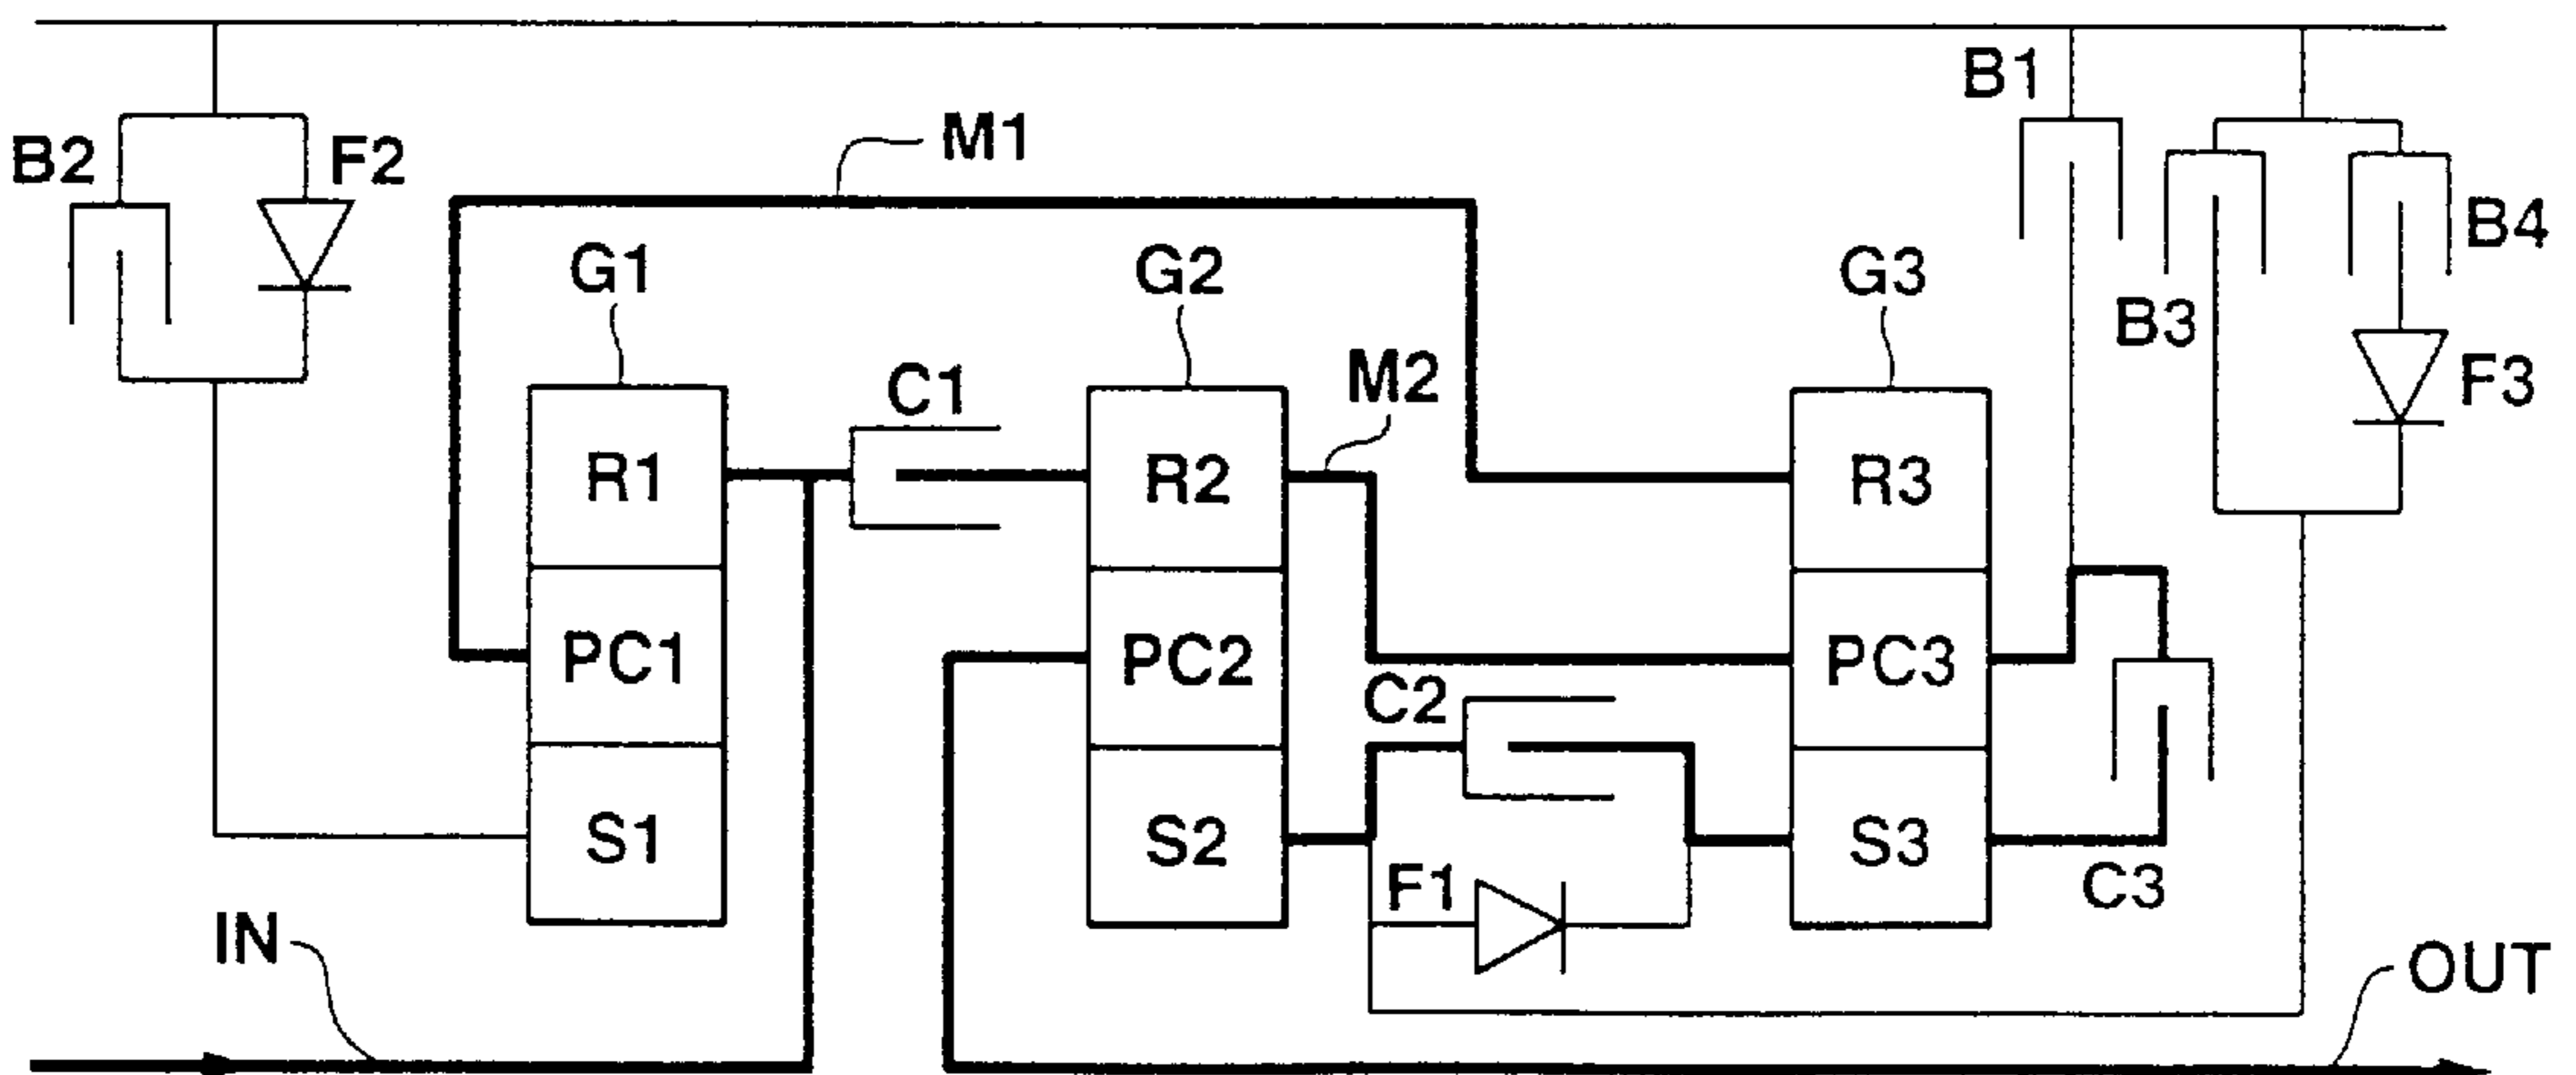 B1
B2
F2
M1
B4
G1
G2
G3
B3
C1
M2
F3
R1
R2
R3
PC1
PC2
PC3
C2
S1
S2
S3
F1
C3
IN
OUT